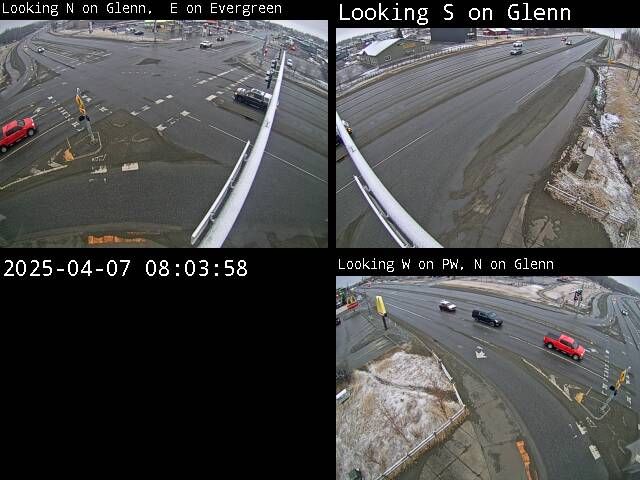 Looking N on Glenn,  E on Evergreen
Looking S on Glenn
2025-04-07 08:03:58
Looking W on PW, N on Glenn